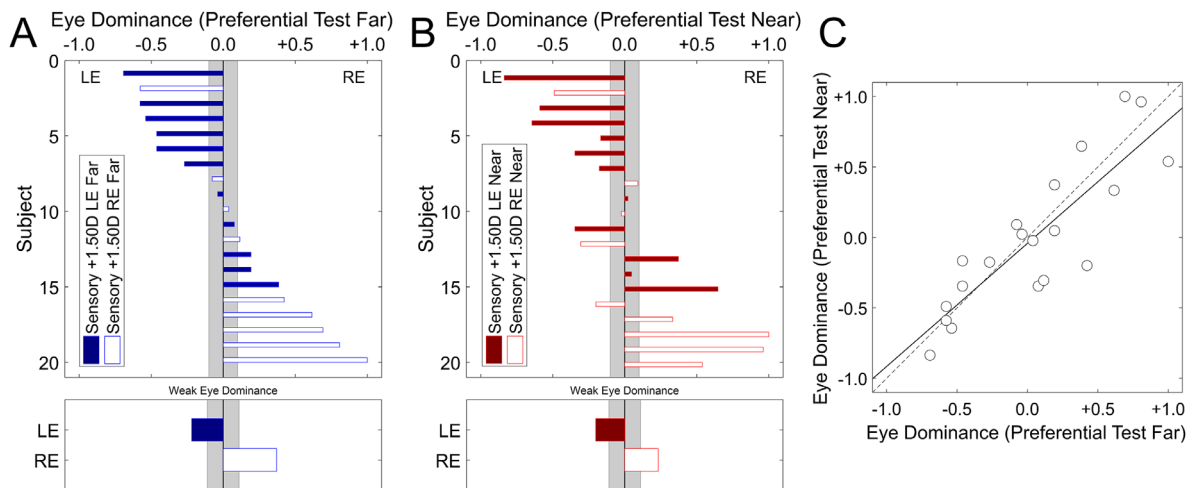 A
Eye Dominance (Preferential Test Far)
-1.0 -0.5 0.0 +0.5 +1.0
LE RE
0
5
10
15
20
Subject
Sensory +1.50D LE Far
Sensory +1.50D RE Far
Weak Eye Dominance
LE
RE
B
Eye Dominance (Preferential Test Near)
-1.0 -0.5 0.0 +0.5 +1.0
LE RE
0
5
10
15
20
Subject
Sensory +1.50D LE Near
Sensory +1.50D RE Near
Weak Eye Dominance
LE
RE
C
Eye Dominance (Preferential Test Near)
+1.0
+0.5
0.0
-0.5
-1.0
-1.0 -0.5 0.0 +0.5 +1.0
Eye Dominance (Preferential Test Far)